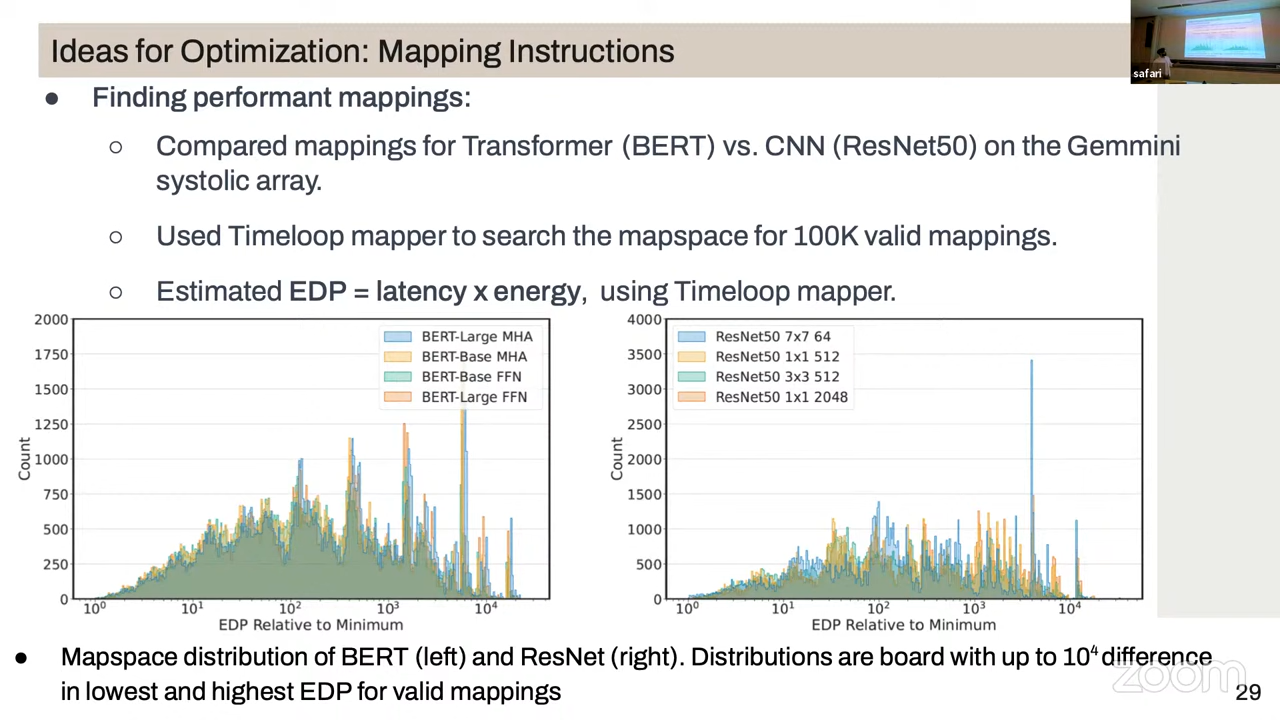 Ideas for Optimization: Mapping Instructions
safari
● Finding performant mappings:
○ Compared mappings for Transformer (BERT) vs. CNN (ResNet50) on the Gemmini
systolic array.
○ Used Timeloop mapper to search the mapspace for 100K valid mappings.
○ Estimated EDP = latency x energy, using Timeloop mapper.
2000
1750
1500
1250
1000
750
500
250
0
Count
BERT-Large MHA
BERT-Base MHA
BERT-Base FFN
BERT-Large FFN
10⁰ 10¹ 10² 10³ 10⁴
EDP Relative to Minimum
4000
3500
3000
2500
2000
1500
1000
500
0
Count
ResNet50 7x7 64
ResNet50 1x1 512
ResNet50 3x3 512
ResNet50 1x1 2048
10⁰ 10¹ 10² 10³ 10⁴
EDP Relative to Minimum
● Mapspace distribution of BERT (left) and ResNet (right). Distributions are board with up to 10⁴ difference
in lowest and highest EDP for valid mappings
zoom
29